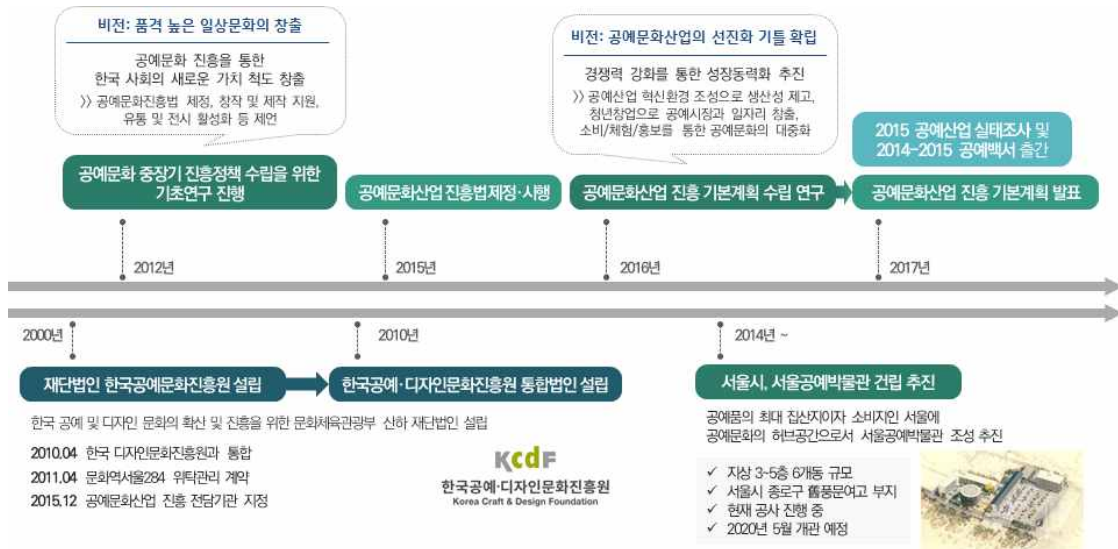 비전: 품격 높은 일상문화의 창출
공예문화 진흥을 통한
한국 사회의 새로운 가치 척도 창출
》 공예문화진흥법 제정, 창작 및 제작 지원,
유통 및 전시 활성화 등 제언
비전: 공예문화산업의 선진화 기틀 확립
경쟁력 강화를 통한 성장동력화 추진
》 공예산업 혁신환경 조성으로 생산성 제고,
청년창업으로 공예시장과 일자리 창출,
소비/체험/홍보를 통한 공예문화의 대중화
2015 공예산업 실태조사 및
2014-2015 공예백서 출간
공예문화 중장기 진흥정책 수립을 위한
기초연구 진행
공예문화산업 진흥법제정·시행
공예문화산업 진흥 기본계획 수립 연구
공예문화산업 진흥 기본계획 발표
2012년
2015년
2016년
2017년
2000년
2010년
2014년 ~
재단법인 한국공예문화진흥원 설립
한국공예·디자인문화진흥원 통합법인 설립
서울시, 서울공예박물관 건립 추진
한국 공예 및 디자인 문화의 확산 및 진흥을 위한 문화체육관광부 산하 재단법인 설립
2010.04 한국 디자인문화진흥원과 통합
2011.04 문화역서울284 위탁관리 계약
2015.12 공예문화산업 진흥 전담기관 지정
KcdF
한국공예·디자인문화진흥원
Korea Craft & Design Foundation
공예품의 최대 집산지이자 소비지인 서울에
공예문화의 허브공간으로서 서울공예박물관 조성 추진
✓ 지상 3-5층 6개동 규모
✓ 서울시 종로구 舊풍문여고 부지
✓ 현재 공사 진행 중
✓ 2020년 5월 개관 예정